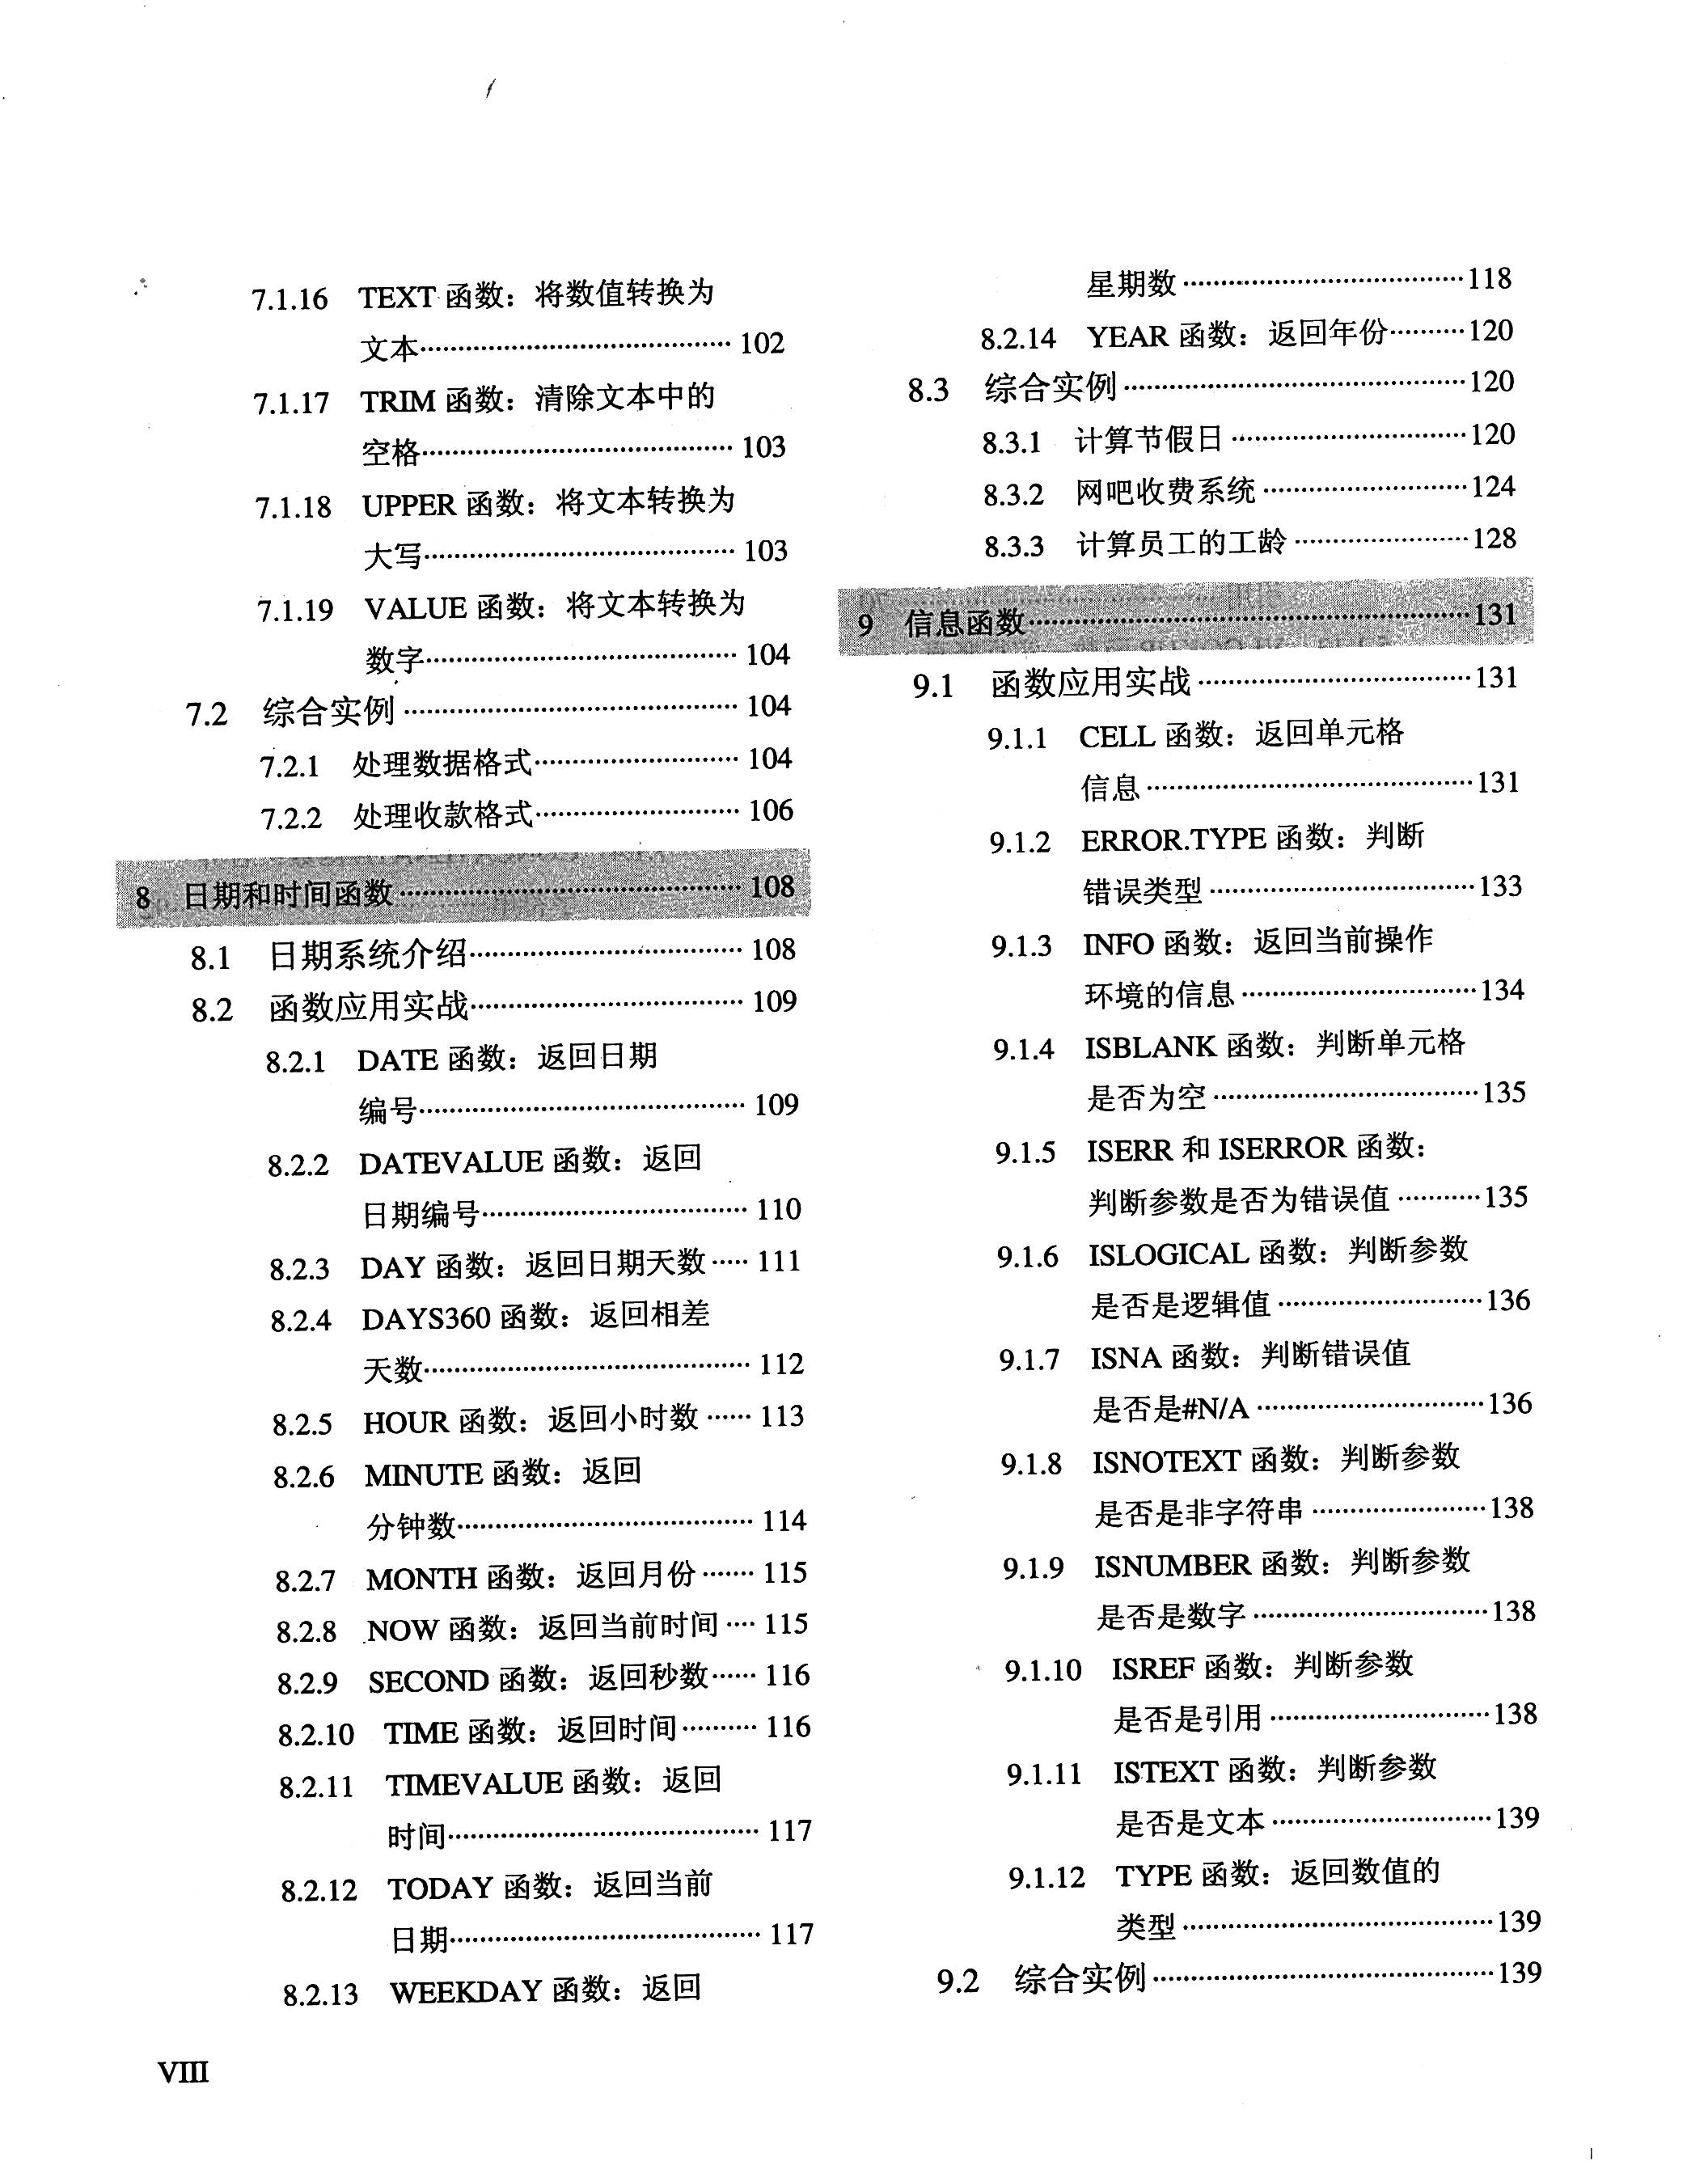 7.1.16 TEXT 函数：将数值转换为
文本………………………………… 102
7.1.17 TRIM 函数：清除文本中的
空格………………………………… 103
7.1.18 UPPER 函数：将文本转换为
大写………………………………… 103
7.1.19 VALUE 函数：将文本转换为
数字………………………………… 104
7.2 综合实例………………………………… 104
7.2.1 处理数据格式……………………… 104
7.2.2 处理收款格式……………………… 106
8 日期和时间函数………………………………… 108
8.1 日期系统介绍…………………………… 108
8.2 函数应用实战…………………………… 109
8.2.1 DATE 函数：返回日期
编号………………………………… 109
8.2.2 DATEVALUE 函数：返回
日期编号…………………………… 110
8.2.3 DAY 函数：返回日期天数…… 111
8.2.4 DAYS360 函数：返回相差
天数………………………………… 112
8.2.5 HOUR 函数：返回小时数…… 113
8.2.6 MINUTE 函数：返回
分钟数……………………………… 114
8.2.7 MONTH 函数：返回月份…… 115
8.2.8 NOW 函数：返回当前时间… 115
8.2.9 SECOND 函数：返回秒数…… 116
8.2.10 TIME 函数：返回时间……… 116
8.2.11 TIMEVALUE 函数：返回
时间………………………………… 117
8.2.12 TODAY 函数：返回当前
日期………………………………… 117
8.2.13 WEEKDAY 函数：返回
星期数………………………………118
8.2.14 YEAR 函数：返回年份………120
8.3 综合实例……………………………………120
8.3.1 计算节假日…………………………120
8.3.2 网吧收费系统………………………124
8.3.3 计算员工的工龄……………………128
9 信息函数………………………………………………131
9.1 函数应用实战………………………………131
9.1.1 CELL 函数：返回单元格
信息……………………………………131
9.1.2 ERROR.TYPE 函数：判断
错误类型………………………………133
9.1.3 INFO 函数：返回当前操作
环境的信息……………………………134
9.1.4 ISBLANK 函数：判断单元格
是否为空………………………………135
9.1.5 ISERR 和 ISERROR 函数：
判断参数是否为错误值…………135
9.1.6 ISLOGICAL 函数：判断参数
是否是逻辑值…………………………136
9.1.7 ISNA 函数：判断错误值
是否是#N/A……………………………136
9.1.8 ISNOTEXT 函数：判断参数
是否是非字符串………………………138
9.1.9 ISNUMBER 函数：判断参数
是否是数字……………………………138
9.1.10 ISREF 函数：判断参数
是否是引用……………………………138
9.1.11 ISTEXT 函数：判断参数
是否是文本……………………………139
9.1.12 TYPE 函数：返回数值的
类型……………………………………139
9.2 综合实例……………………………………139
VIII